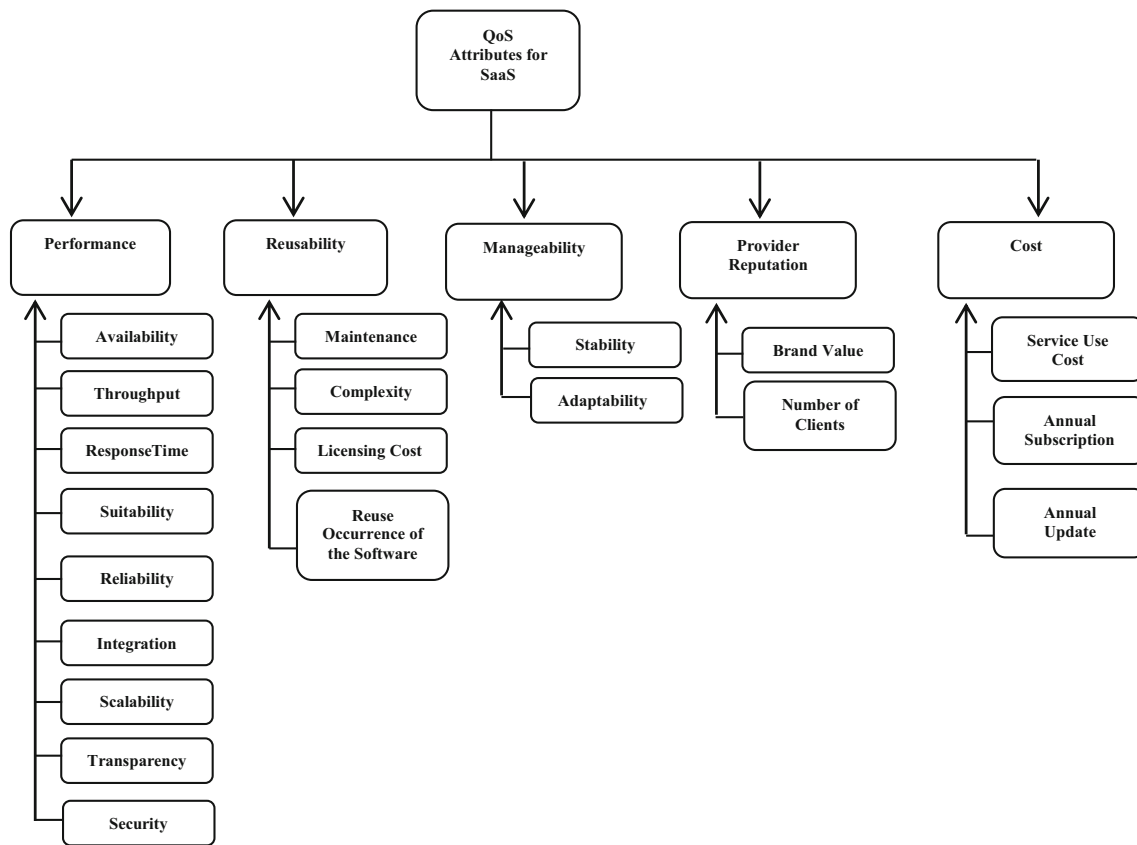 QoS
Attributes for
SaaS
Performance
Reusability
Manageability
Provider
Reputation
Cost
Availability
Throughput
ResponseTime
Suitability
Reliability
Integration
Scalability
Transparency
Security
Maintenance
Complexity
Licensing Cost
Reuse
Occurrence of
the Software
Stability
Adaptability
Brand Value
Number of
Clients
Service Use
Cost
Annual
Subscription
Annual
Update